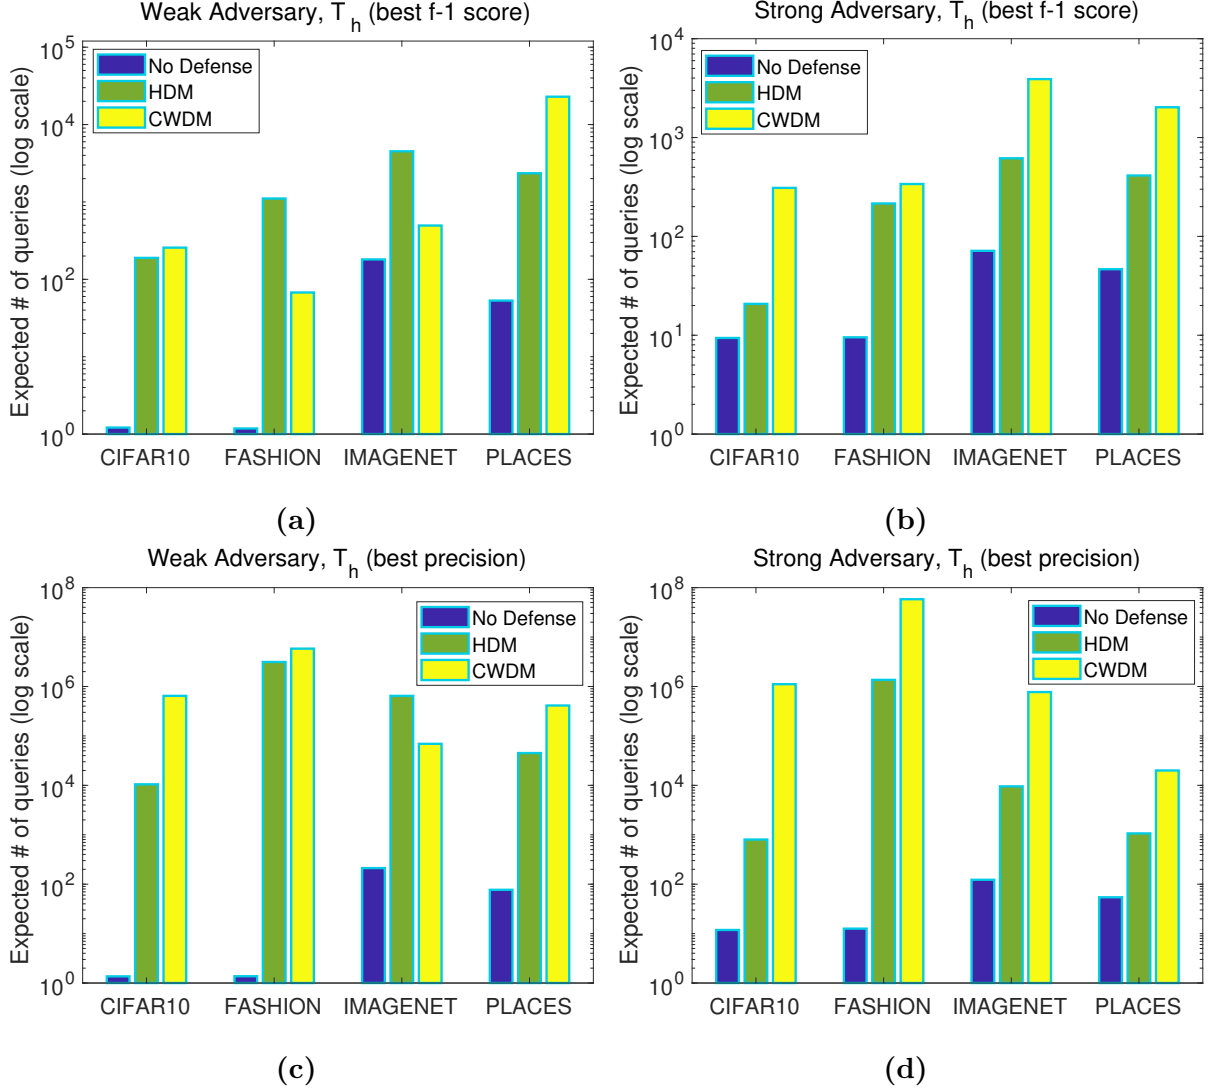 Weak Adversary, T_h (best f-1 score)
Expected # of queries (log scale)
10^5
10^4
10^2
10^0
No Defense
HDM
CWDM
CIFAR10 FASHION IMAGENET PLACES
(a)
Strong Adversary, T_h (best f-1 score)
Expected # of queries (log scale)
10^4
10^3
10^2
10^1
10^0
No Defense
HDM
CWDM
CIFAR10 FASHION IMAGENET PLACES
(b)
Weak Adversary, T_h (best precision)
Expected # of queries (log scale)
10^8
10^6
10^4
10^2
10^0
No Defense
HDM
CWDM
CIFAR10 FASHION IMAGENET PLACES
(c)
Strong Adversary, T_h (best precision)
Expected # of queries (log scale)
10^8
10^6
10^4
10^2
10^0
No Defense
HDM
CWDM
CIFAR10 FASHION IMAGENET PLACES
(d)